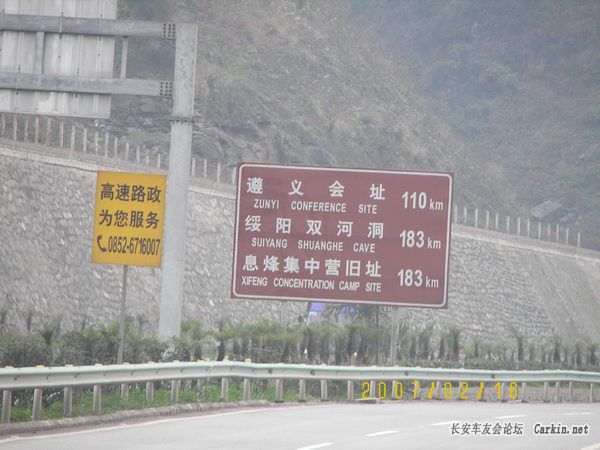 高速路政
为您服务
0852-6716007
遵义会址 110 km
ZUNYI CONFERENCE SITE
绥阳双河洞 183 km
SUIYANG SHUANGHE CAVE
息烽集中营旧址 183 km
XIFENG CONCENTRATION CAMP SITE
2007/02/16
长安车友会论坛 Carkin.net